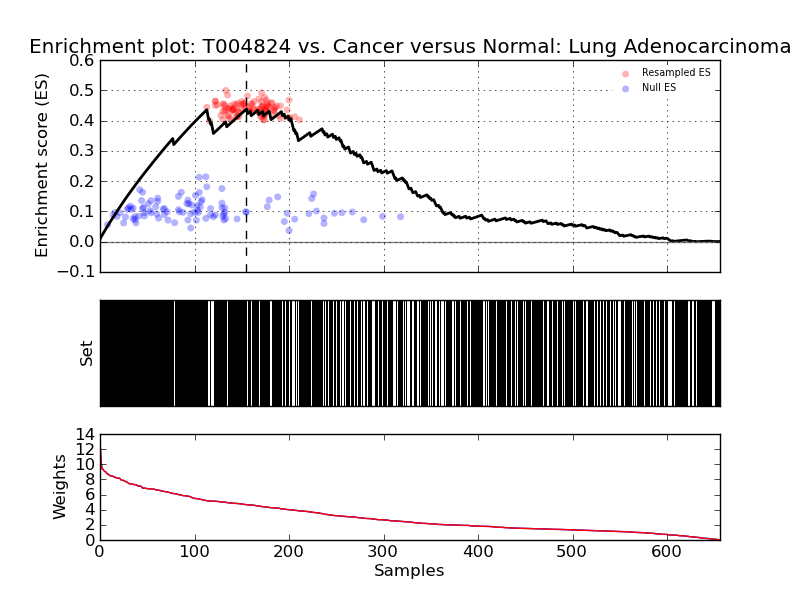 Enrichment plot: T004824 vs. Cancer versus Normal: Lung Adenocarcinoma
0.6
0.5
0.4
0.3
0.2
0.1
0.0
−0.1
Enrichment score (ES)
Resampled ES
Null ES
Set
14
12
10
8
6
4
2
0
Weights
0 100 200 300 400 500 600
Samples